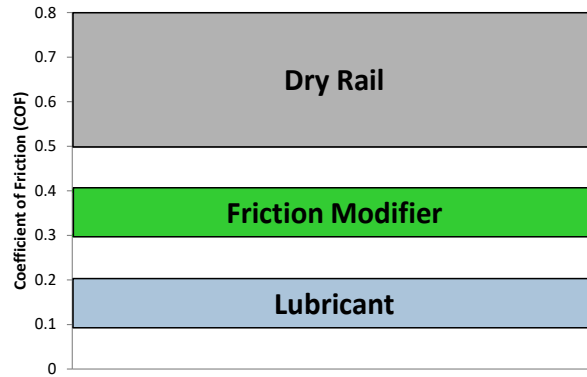 Coefficient of Friction (COF)
0.8
0.7
0.6
0.5
0.4
0.3
0.2
0.1
0
Dry Rail
Friction Modifier
Lubricant